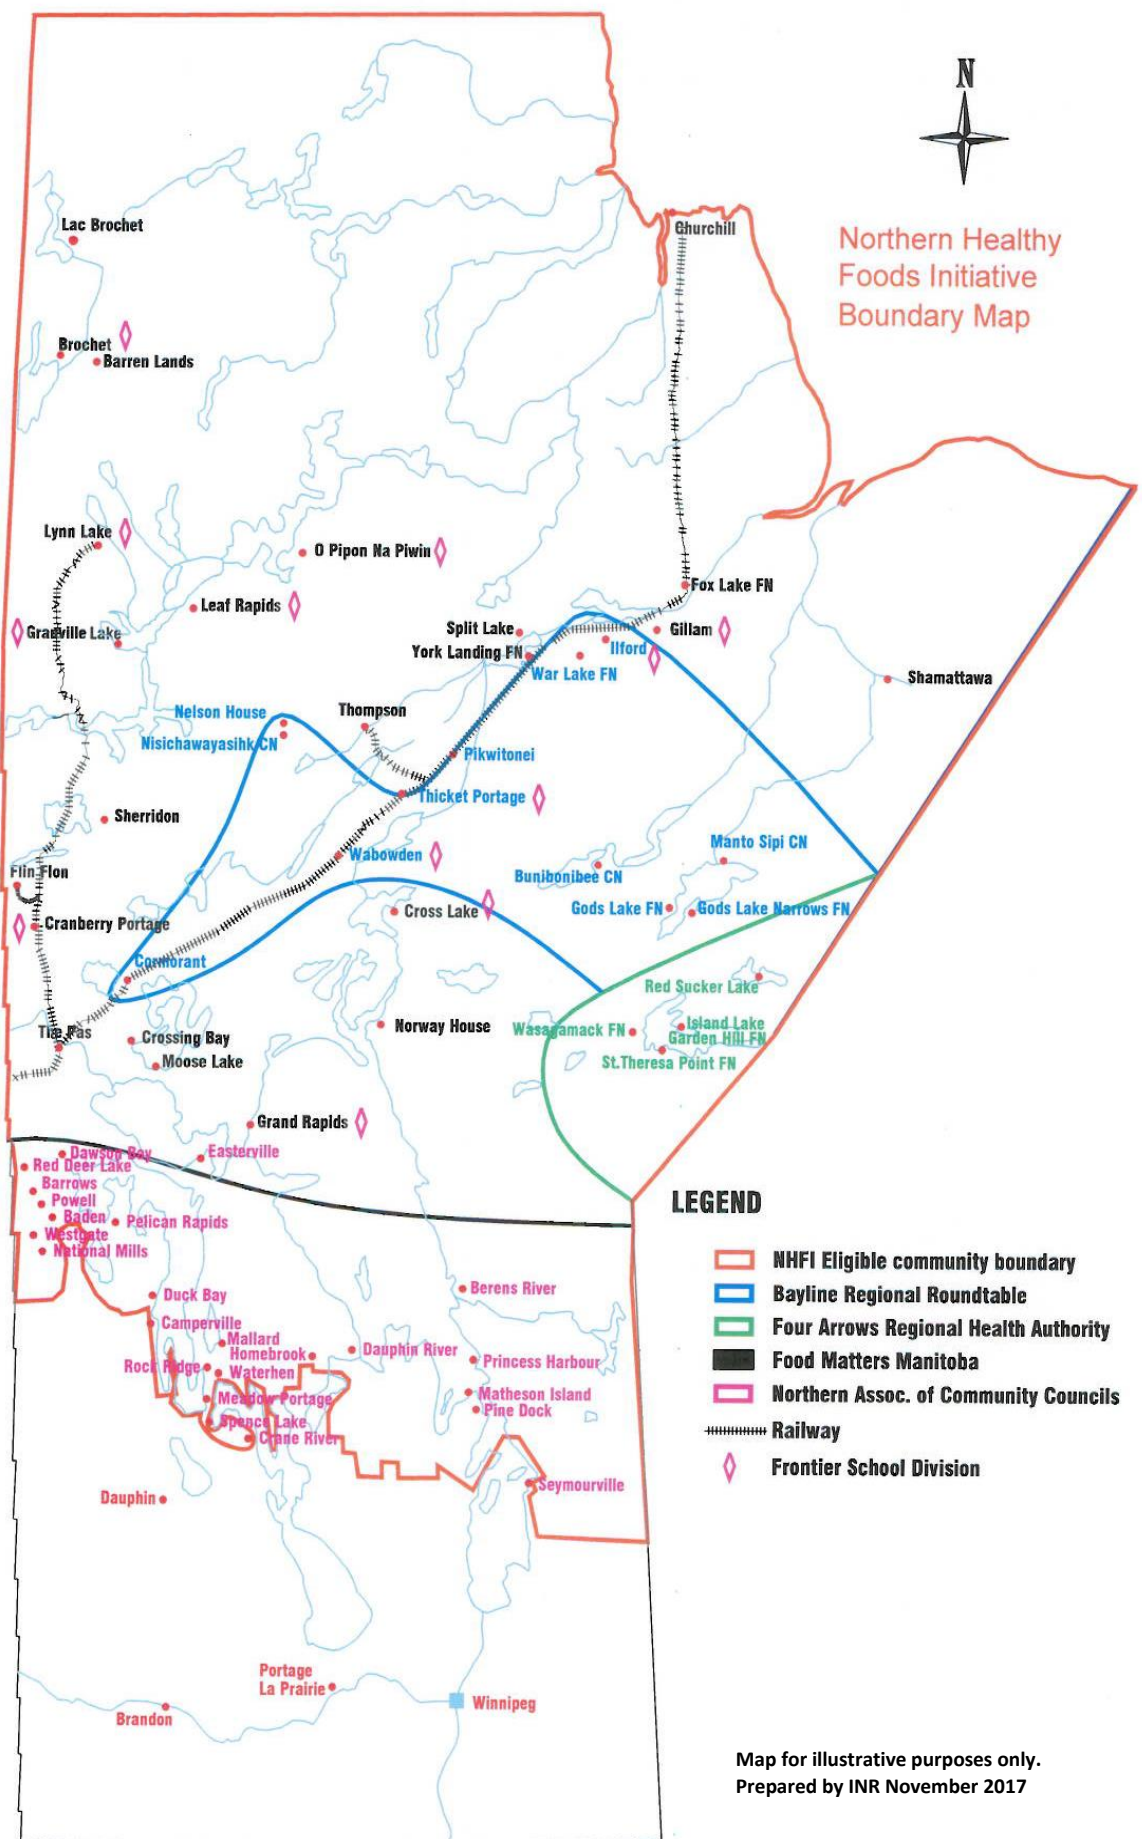 N
Northern Healthy
Foods Initiative
Boundary Map
Lac Brochet
Churchill
Brochet
Barren Lands
Lynn Lake
O Pipon Na Piwin
Fox Lake FN
Leaf Rapids
Granville Lake
Split Lake
Gillam
York Landing FN
Ilford
War Lake FN
Shamattawa
Nelson House
Thompson
Nisichawayasihk CN
Pikwitonei
Thicket Portage
Sherridon
Manto Sipi CN
Wabowden
Flin Flon
Bunibonibee CN
Cross Lake
Gods Lake FN
Gods Lake Narrows FN
Cranberry Portage
Cormorant
Red Sucker Lake
Norway House
Island Lake
Wasagamack FN
Garden Hill FN
The Pas
Crossing Bay
Moose Lake
St.Theresa Point FN
Grand Rapids
Dawson Bay
Easterville
Red Deer Lake
Barrows
Powell
Baden
Pelican Rapids
Westgate
National Mills
LEGEND
NHFI Eligible community boundary
Bayline Regional Roundtable
Four Arrows Regional Health Authority
Food Matters Manitoba
Northern Assoc. of Community Councils
Railway
Frontier School Division
Berens River
Duck Bay
Camperville
Mallard
Homebrook
Dauphin River
Princess Harbour
Rock Ridge
Waterhen
Meadow Portage
Matheson Island
Pine Dock
Spence Lake
Crane River
Seymourville
Dauphin
Portage
La Prairie
Winnipeg
Brandon
Map for illustrative purposes only.
Prepared by INR November 2017